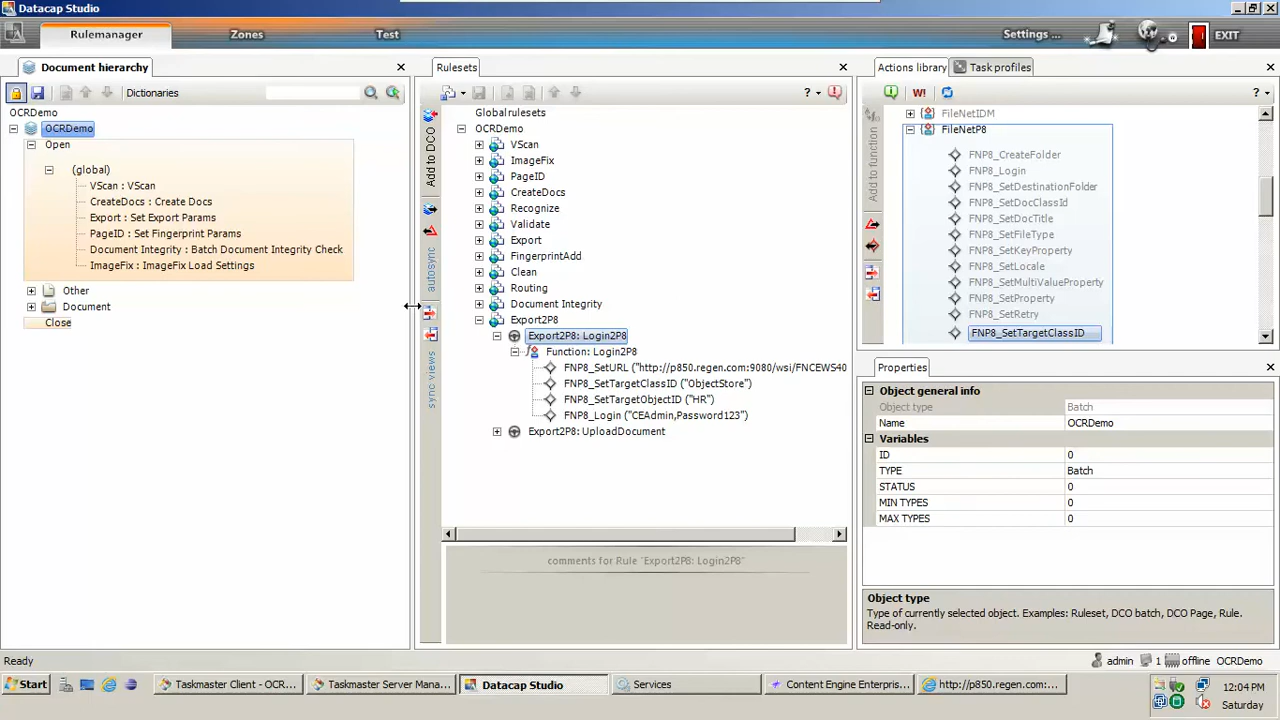 Datacap Studio
Rulemanager
Zones
Test
Settings ...
EXIT
Document hierarchy
Dictionaries
OCRDemo
OCRDemo
Open
(global)
VScan : VScan
CreateDocs : Create Docs
Export : Set Export Params
PageID : Set Fingerprint Params
Document Integrity : Batch Document Integrity Check
ImageFix : ImageFix Load Settings
Other
Document
Close
Add to DCO
autosync
sync views
Rulesets
?
Globalrulesets
OCRDemo
VScan
ImageFix
PageID
CreateDocs
Recognize
Validate
Export
FingerprintAdd
Clean
Routing
Document Integrity
Export2P8
Export2P8: Login2P8
Function: Login2P8
FNP8_SetURL ("http://p850.regen.com:9080/wsi/FNCEWS40
FNP8_SetTargetClassID ("ObjectStore")
FNP8_SetTargetObjectID ("HR")
FNP8_Login ("CEAdmin,Password123")
Export2P8: UploadDocument
comments for Rule "Export2P8: Login2P8"
Actions library
Task profiles
W!
?
Add to function
FileNetIDM
FileNetP8
FNP8_CreateFolder
FNP8_Login
FNP8_SetDestinationFolder
FNP8_SetDocClassId
FNP8_SetDocTitle
FNP8_SetFileType
FNP8_SetKeyProperty
FNP8_SetLocale
FNP8_SetMultiValueProperty
FNP8_SetProperty
FNP8_SetRetry
FNP8_SetTargetClassID
Properties
Object general info
Object type Batch
Name OCRDemo
Variables
ID 0
TYPE Batch
STATUS 0
MIN TYPES 0
MAX TYPES 0
Object type
Type of currently selected object. Examples: Ruleset, DCO batch, DCO Page, Rule.
Read-only.
Ready
admin 1 offline OCRDemo
Start
Taskmaster Client - OCR...
Taskmaster Server Mana...
Datacap Studio
Services
Content Engine Enterpris...
http://p850.regen.com:...
12:04 PM
Saturday